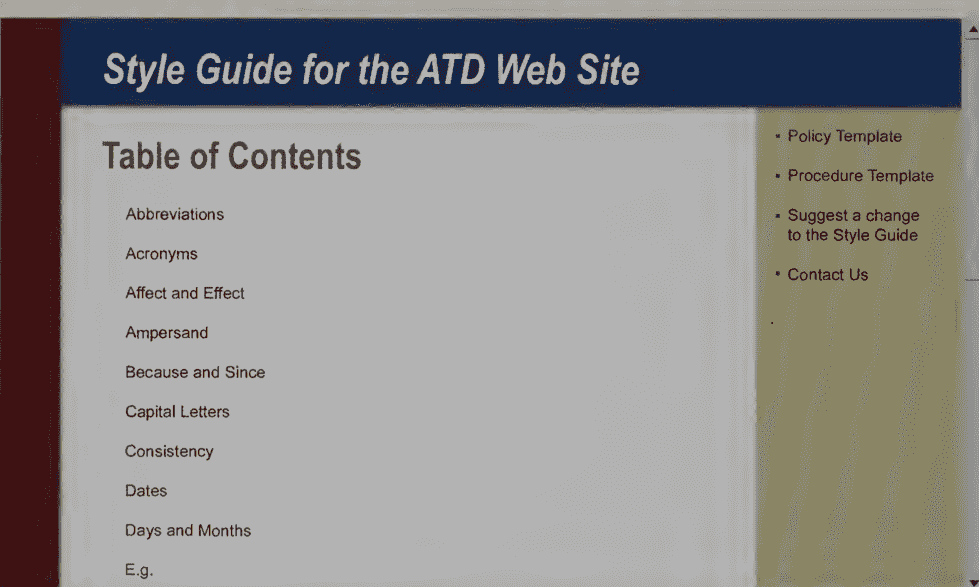 Style Guide for the ATD Web Site
Table of Contents
Abbreviations
Acronyms
Affect and Effect
Ampersand
Because and Since
Capital Letters
Consistency
Dates
Days and Months
E.g.
• Policy Template
• Procedure Template
• Suggest a change
to the Style Guide
• Contact Us